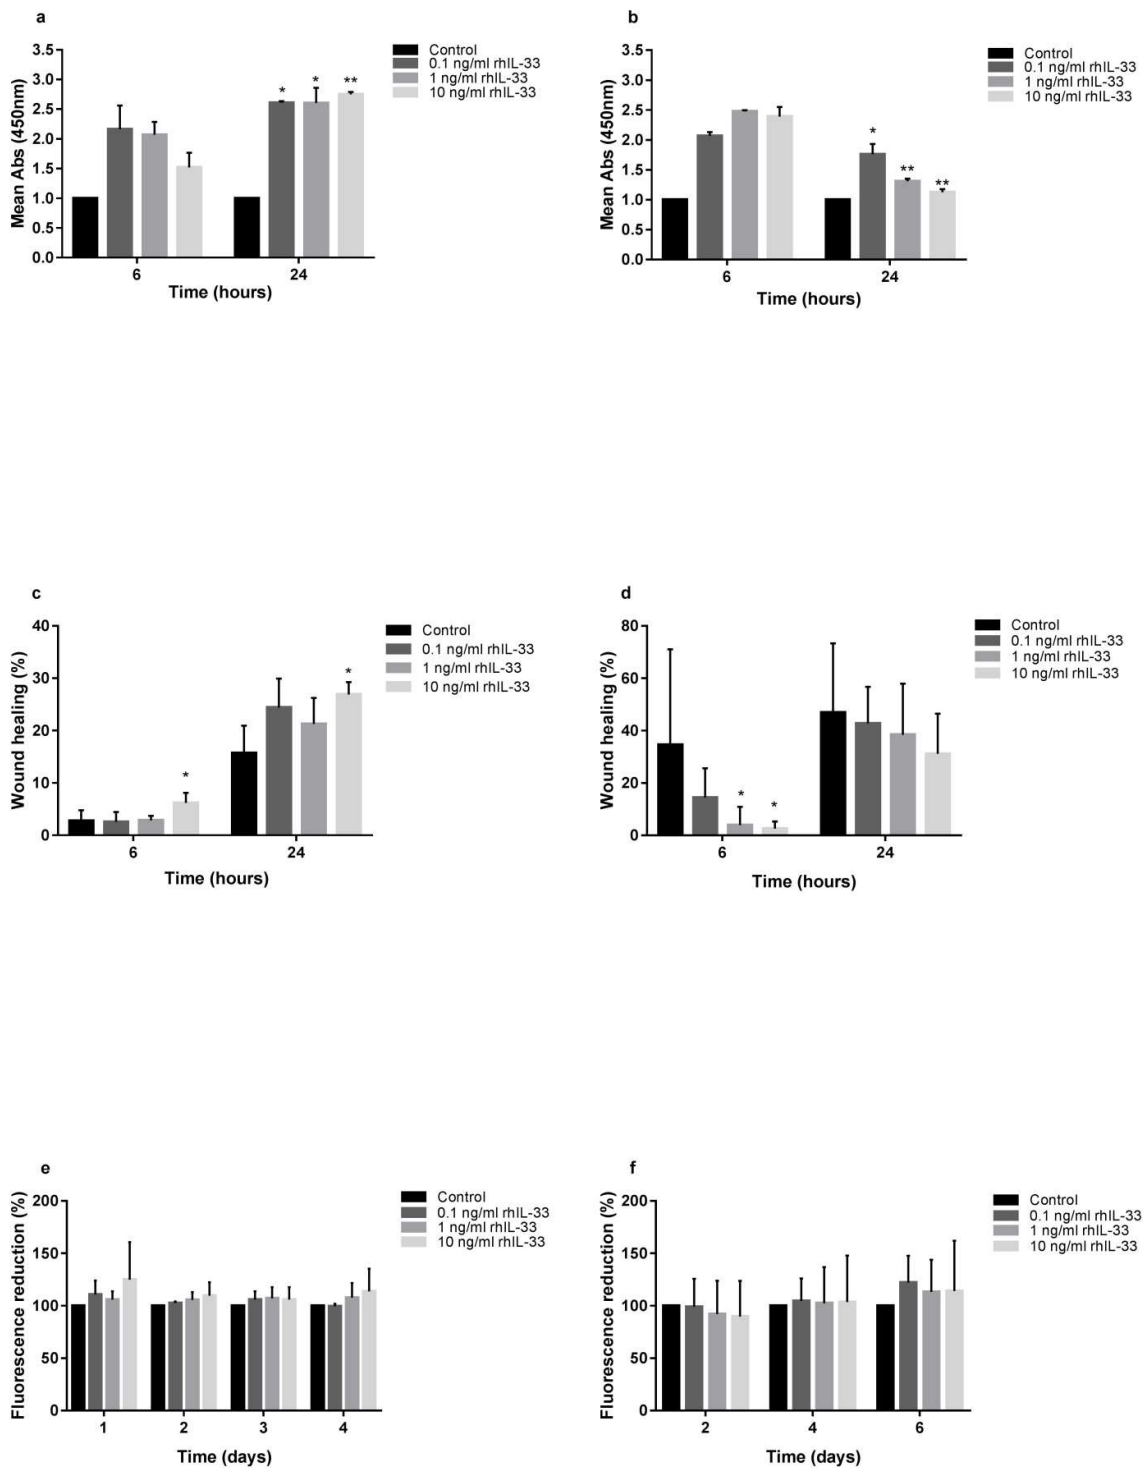 a
3.5
3.0
2.5
2.0
1.5
1.0
0.5
0.0
Mean Abs (450nm)
* * **
6 24
Time (hours)
Control
0.1 ng/ml rhIL-33
1 ng/ml rhIL-33
10 ng/ml rhIL-33
b
3.5
3.0
2.5
2.0
1.5
1.0
0.5
0.0
Mean Abs (450nm)
* ** **
6 24
Time (hours)
Control
0.1 ng/ml rhIL-33
1 ng/ml rhIL-33
10 ng/ml rhIL-33
c
40
30
20
10
0
Wound healing (%)
* *
6 24
Time (hours)
Control
0.1 ng/ml rhIL-33
1 ng/ml rhIL-33
10 ng/ml rhIL-33
d
80
60
40
20
0
Wound healing (%)
* *
6 24
Time (hours)
Control
0.1 ng/ml rhIL-33
1 ng/ml rhIL-33
10 ng/ml rhIL-33
e
200
150
100
50
0
Fluorescence reduction (%)
1 2 3 4
Time (days)
Control
0.1 ng/ml rhIL-33
1 ng/ml rhIL-33
10 ng/ml rhIL-33
f
200
150
100
50
0
Fluorescence reduction (%)
2 4 6
Time (days)
Control
0.1 ng/ml rhIL-33
1 ng/ml rhIL-33
10 ng/ml rhIL-33